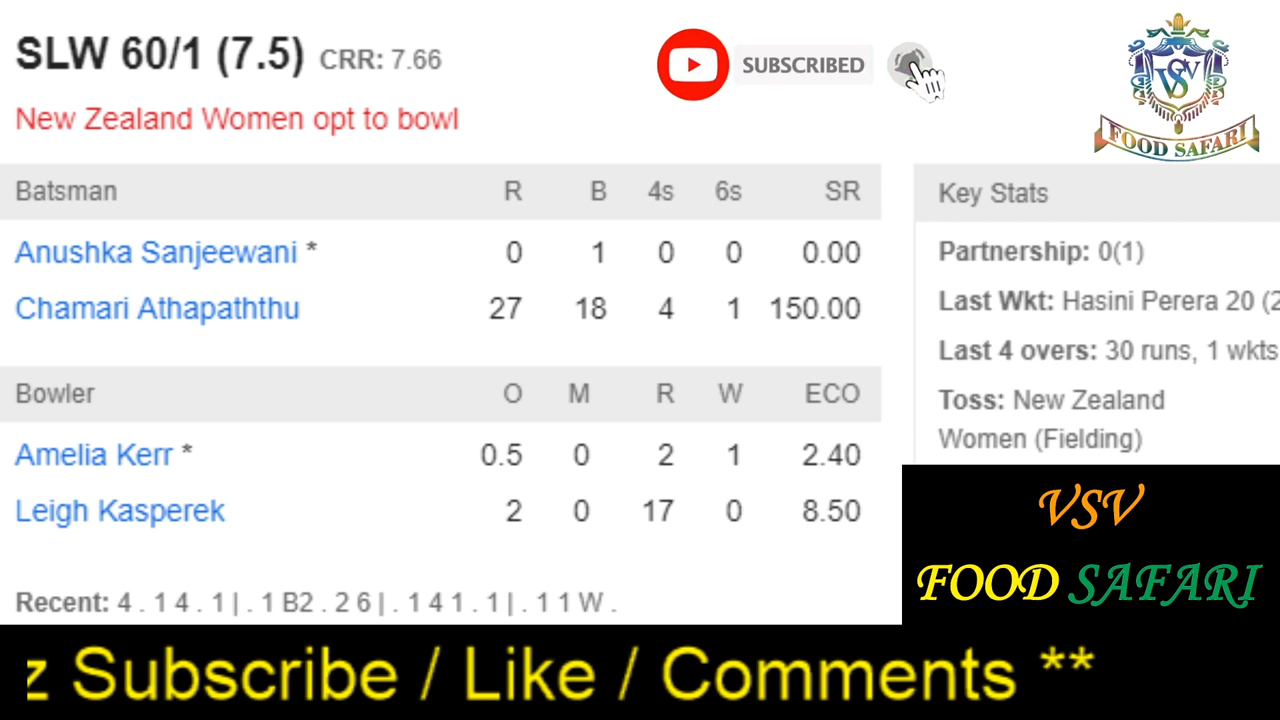 SLW 60/1 (7.5) CRR: 7.66
SUBSCRIBED
VSV
FOOD SAFARI
New Zealand Women opt to bowl
Batsman R B 4s 6s SR
Anushka Sanjeewani * 0 1 0 0 0.00
Chamari Athapaththu 27 18 4 1 150.00
Bowler O M R W ECO
Amelia Kerr * 0.5 0 2 1 2.40
Leigh Kasperek 2 0 17 0 8.50
Recent: 4 . 1 4 . 1 | . 1 B2 . 2 6 | . 1 4 1 . 1 | . 1 1 W .
Key Stats
Partnership: 0(1)
Last Wkt: Hasini Perera 20 (2
Last 4 overs: 30 runs, 1 wkts
Toss: New Zealand
Women (Fielding)
VSV
FOOD SAFARI
z Subscribe / Like / Comments **